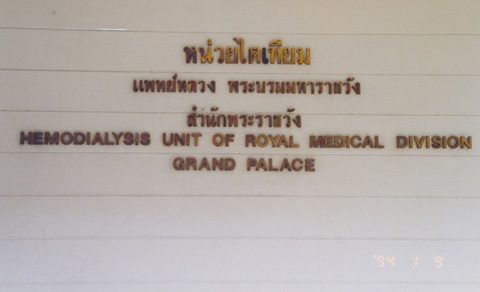 หน่วยไตเทียม
แพทย์หลวง พระบรมมหาราชวัง
สำนักพระราชวัง
HEMODIALYSIS UNIT OF ROYAL MEDICAL DIVISION
GRAND PALACE
'94 1 9